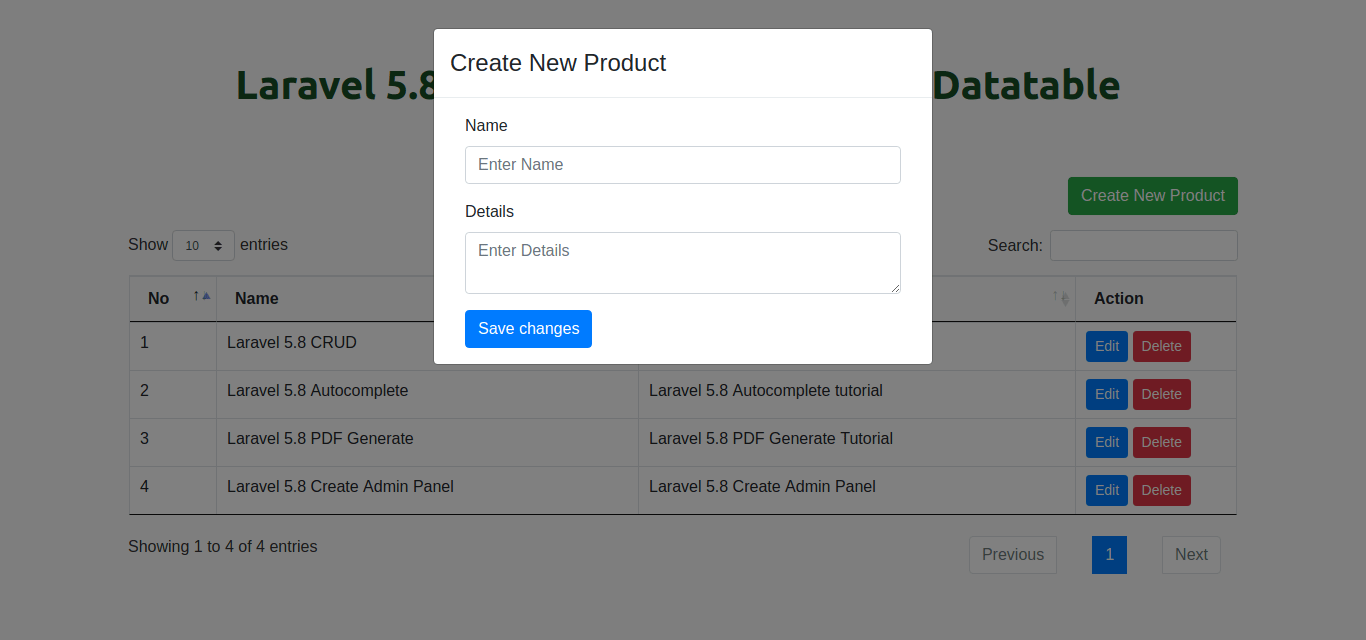 Create New Product
Laravel 5.8 Datatable
Name
Enter Name
Create New Product
Details
Show 10 entries
Search:
Enter Details
No Name Action
Save changes
1 Laravel 5.8 CRUD Edit Delete
2 Laravel 5.8 Autocomplete Laravel 5.8 Autocomplete tutorial Edit Delete
3 Laravel 5.8 PDF Generate Laravel 5.8 PDF Generate Tutorial Edit Delete
4 Laravel 5.8 Create Admin Panel Laravel 5.8 Create Admin Panel Edit Delete
Showing 1 to 4 of 4 entries
Previous 1 Next